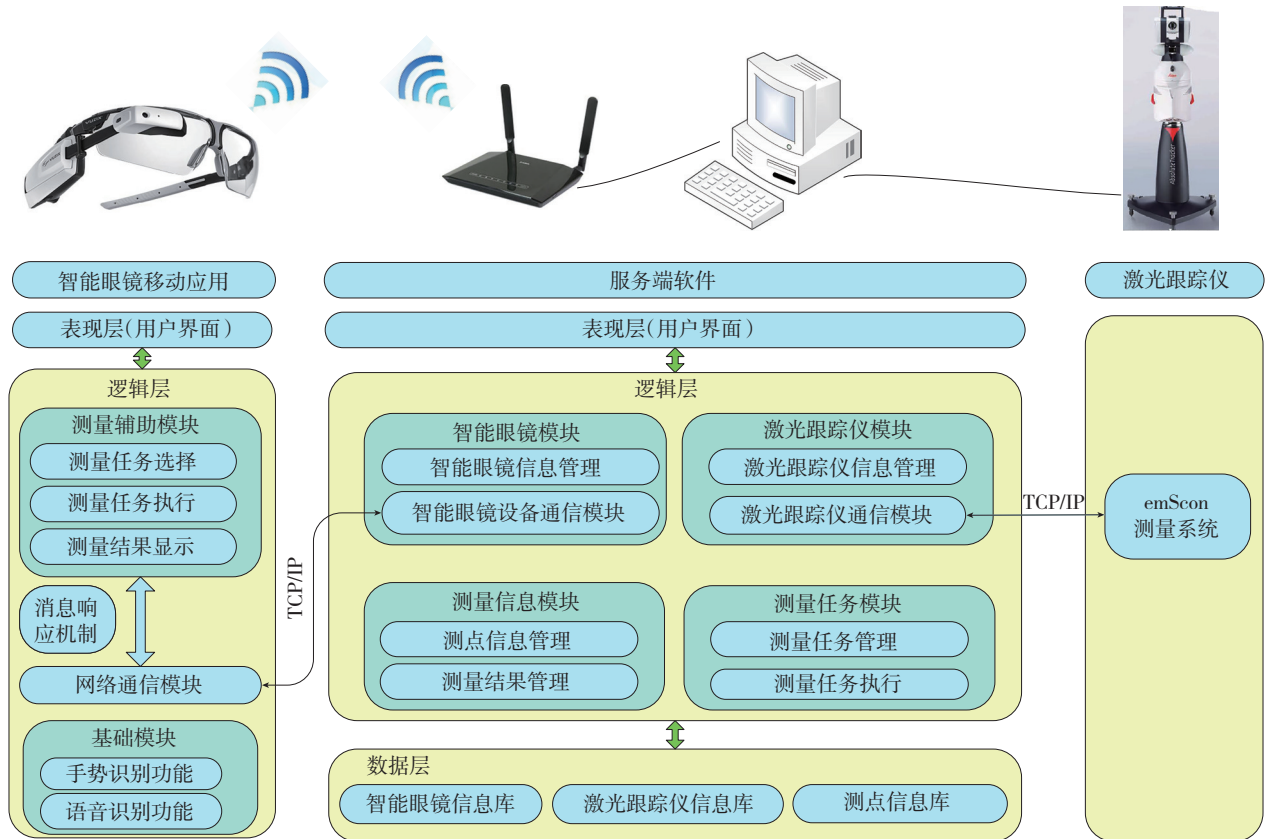 Absolute Tracker
智能眼镜移动应用
表现层(用户界面)
逻辑层
测量辅助模块
测量任务选择
测量任务执行
测量结果显示
消息响
应机制
网络通信模块
基础模块
手势识别功能
语音识别功能
TCP/IP
服务端软件
表现层(用户界面)
逻辑层
智能眼镜模块
智能眼镜信息管理
智能眼镜设备通信模块
激光跟踪仪模块
激光跟踪仪信息管理
激光跟踪仪通信模块
测量信息模块
测点信息管理
测量结果管理
测量任务模块
测量任务管理
测量任务执行
数据层
智能眼镜信息库
激光跟踪仪信息库
测点信息库
TCP/IP
激光跟踪仪
emScon
测量系统